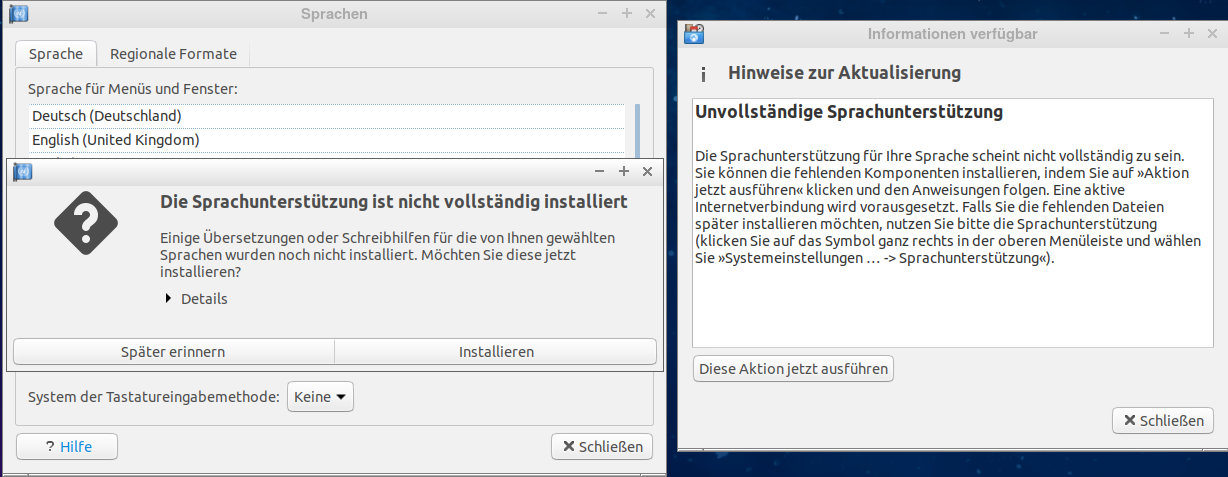 Sprachen
Sprache
Regionale Formate
Sprache für Menüs und Fenster:
Deutsch (Deutschland)
English (United Kingdom)
Die Sprachunterstützung ist nicht vollständig installiert
Einige Übersetzungen oder Schreibhilfen für die von Ihnen gewählten
Sprachen wurden noch nicht installiert. Möchten Sie diese jetzt
installieren?
Details
Später erinnern
Installieren
System der Tastatureingabemethode:
Keine
? Hilfe
Schließen
Informationen verfügbar
Hinweise zur Aktualisierung
Unvollständige Sprachunterstützung
Die Sprachunterstützung für Ihre Sprache scheint nicht vollständig zu sein.
Sie können die fehlenden Komponenten installieren, indem Sie auf »Aktion
jetzt ausführen« klicken und den Anweisungen folgen. Eine aktive
Internetverbindung wird vorausgesetzt. Falls Sie die fehlenden Dateien
später installieren möchten, nutzen Sie bitte die Sprachunterstützung
(klicken Sie auf das Symbol ganz rechts in der oberen Menüleiste und wählen
Sie »Systemeinstellungen … -> Sprachunterstützung«).
Diese Aktion jetzt ausführen
Schließen